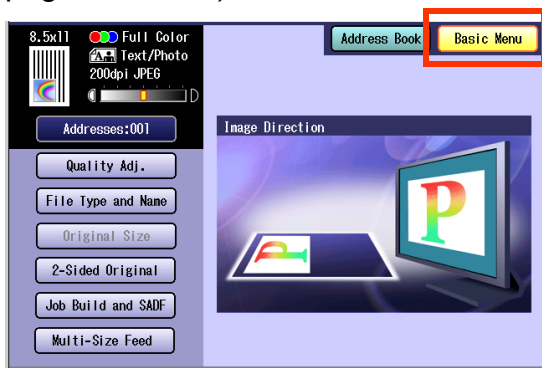 8.5x11
Full Color
Text/Photo
200dpi JPEG
D
Addresses:001
Quality Adj.
File Type and Name
Original Size
2-Sided Original
Job Build and SADF
Multi-Size Feed
Address Book
Basic Menu
Image Direction
P
P